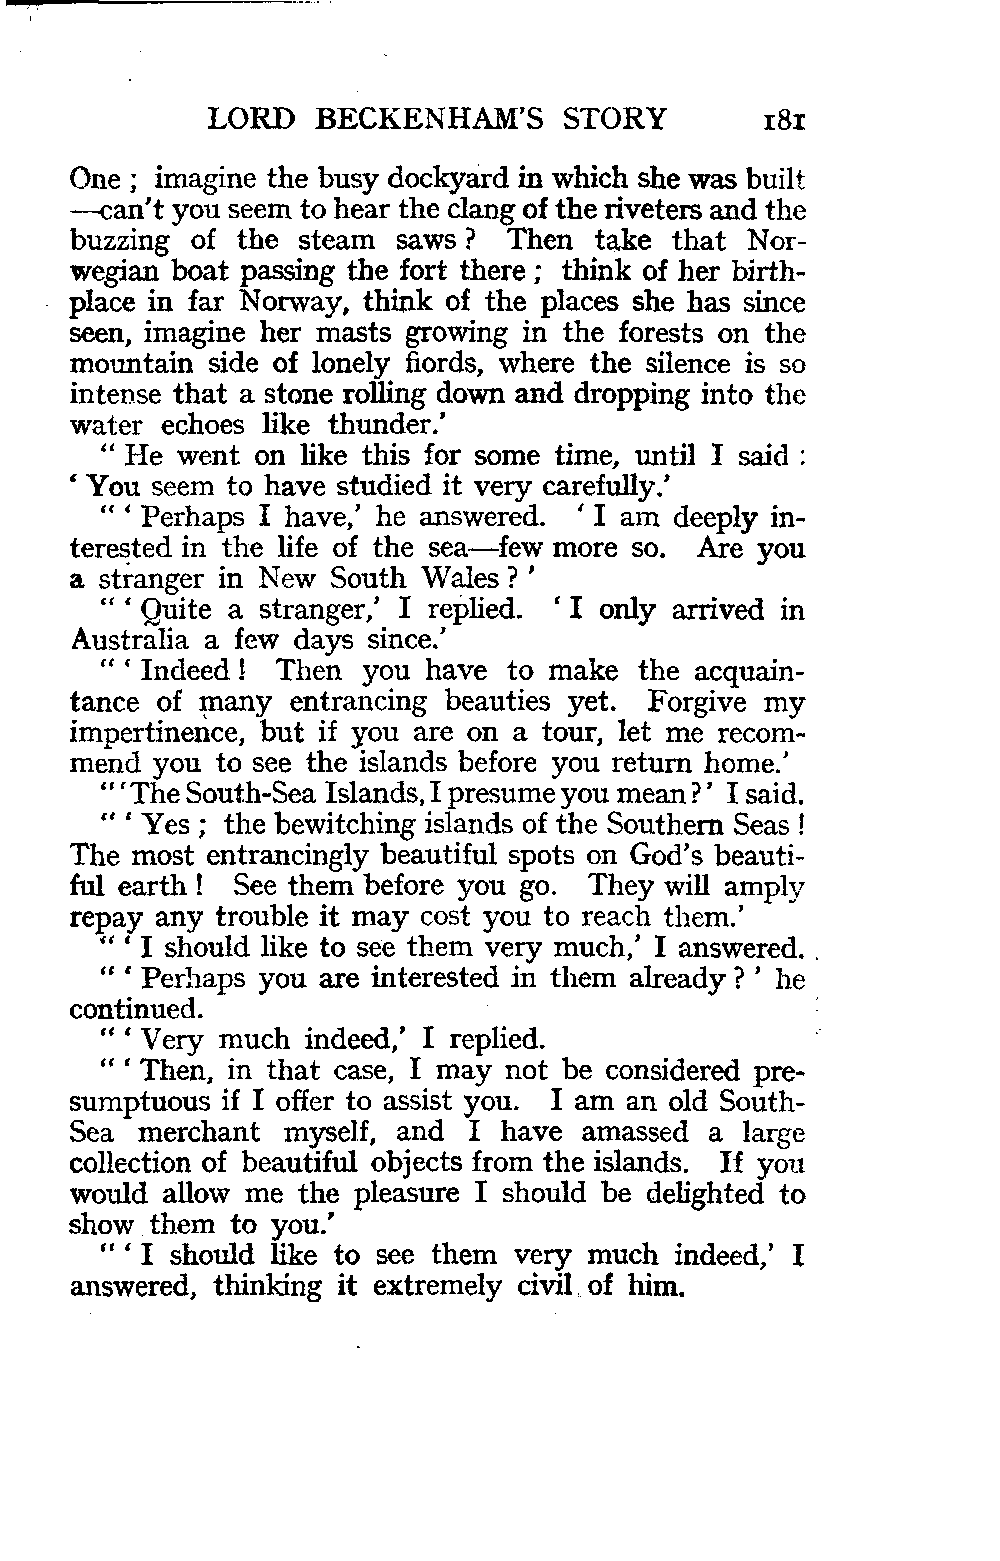 LORD BECKENHAM'S STORY 181
One ; imagine the busy dockyard in which she was built
—can't you seem to hear the clang of the riveters and the
buzzing of the steam saws ? Then take that Nor-
wegian boat passing the fort there ; think of her birth-
place in far Norway, think of the places she has since
seen, imagine her masts growing in the forests on the
mountain side of lonely fiords, where the silence is so
intense that a stone rolling down and dropping into the
water echoes like thunder.'
“ He went on like this for some time, until I said :
‘ You seem to have studied it very carefully.’
“ ‘ Perhaps I have,’ he answered. ‘ I am deeply in-
terested in the life of the sea—few more so. Are you
a stranger in New South Wales ? ’
“ ‘ Quite a stranger,’ I replied. ‘ I only arrived in
Australia a few days since.’
“ ‘ Indeed ! Then you have to make the acquain-
tance of many entrancing beauties yet. Forgive my
impertinence, but if you are on a tour, let me recom-
mend you to see the islands before you return home.’
“ ‘ The South-Sea Islands, I presume you mean ? ’ I said.
“ ‘ Yes ; the bewitching islands of the Southern Seas !
The most entrancingly beautiful spots on God's beauti-
ful earth ! See them before you go. They will amply
repay any trouble it may cost you to reach them.’
“ ‘ I should like to see them very much,’ I answered.
“ ‘ Perhaps you are interested in them already ? ’ he
continued.
“ ‘ Very much indeed,’ I replied.
“ ‘ Then, in that case, I may not be considered pre-
sumptuous if I offer to assist you. I am an old South-
Sea merchant myself, and I have amassed a large
collection of beautiful objects from the islands. If you
would allow me the pleasure I should be delighted to
show them to you.’
“ ‘ I should like to see them very much indeed,’ I
answered, thinking it extremely civil of him.